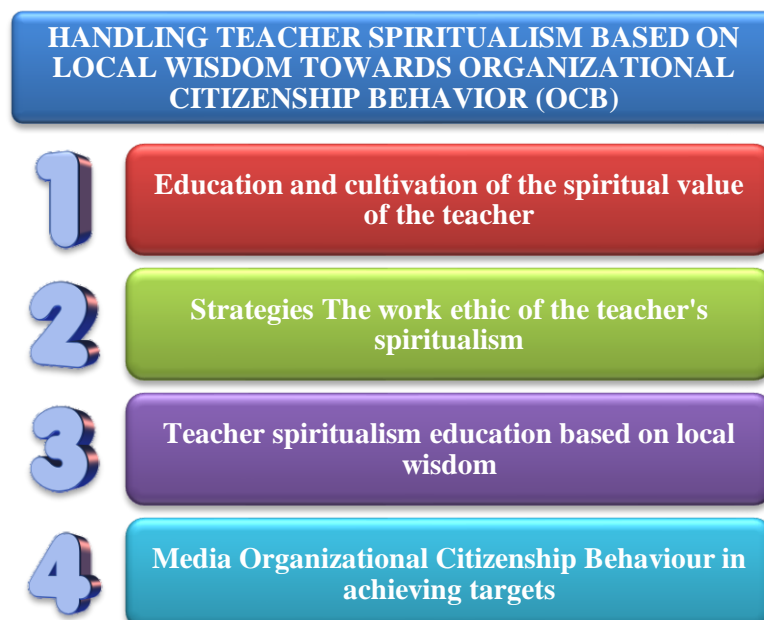 HANDLING TEACHER SPIRITUALISM BASED ON
LOCAL WISDOM TOWARDS ORGANIZATIONAL
CITIZENSHIP BEHAVIOR (OCB)
1
Education and cultivation of the spiritual value
of the teacher
2
Strategies The work ethic of the teacher's
spiritualism
3
Teacher spiritualism education based on local
wisdom
4
Media Organizational Citizenship Behaviour in
achieving targets